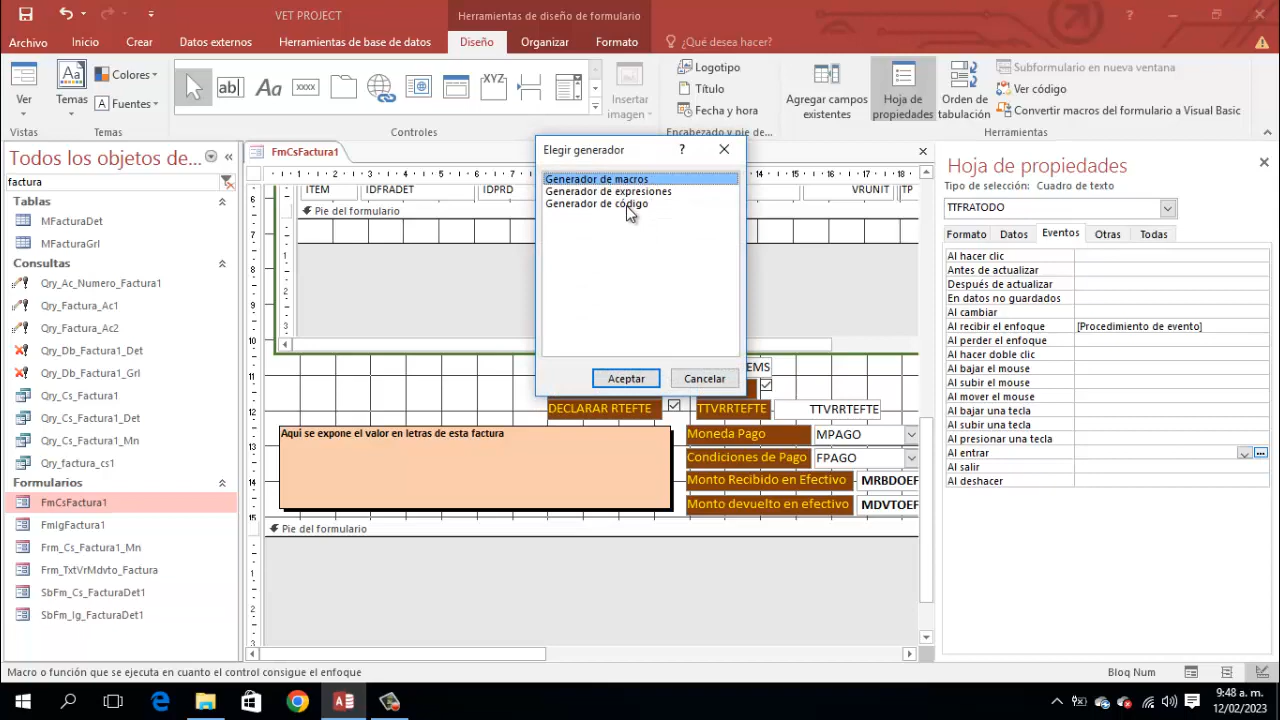 VET PROJECT
Herramientas de diseño de formulario
Archivo
Inicio
Crear
Datos externos
Herramientas de base de datos
Diseño
Organizar
Formato
¿Qué desea hacer?
Ver
Temas
Colores
Fuentes
Vistas
Temas
ab|
Aa
xxxx
XYZ
Controles
Insertar imagen
Logotipo
Título
Fecha y hora
Encabezado y pie de...
Agregar campos existentes
Hoja de propiedades
Orden de tabulación
Subformulario en nueva ventana
Ver código
Convertir macros del formulario a Visual Basic
Herramientas
Todos los objetos de...
factura
Tablas
MFacturaDet
MFacturaGrl
Consultas
Qry_Ac_Numero_Factura1
Qry_Factura_Ac1
Qry_Factura_Ac2
Qry_Db_Factura1_Det
Qry_Db_Factura1_Grl
Qry_Cs_Factura1
Qry_Cs_Factura1_Det
Qry_Cs_Factura1_Mn
Qry_factura_cs1
Formularios
FmCsFactura1
FmIgFactura1
Frm_Cs_Factura1_Mn
Frm_TxtVrMdvto_Factura
SbFm_Cs_FacturaDet1
SbFm_Ig_FacturaDet1
FmCsFactura1
ITEM
IDFRADET
IDPRD
VRUNIT
TP
Pie del formulario
EMS
DECLARAR RTEFTE
TTVRRTEFTE
TTVRRTEFTE
Aquí se expone el valor en letras de esta factura
Moneda Pago
MPAGO
Condiciones de Pago
FPAGO
Monto Recibido en Efectivo
MRBDOEF
Monto devuelto en efectivo
MDVTOEF
Pie del formulario
Elegir generador
?
Generador de macros
Generador de expresiones
Generador de código
Aceptar
Cancelar
Hoja de propiedades
Tipo de selección: Cuadro de texto
TTFRATODO
Formato
Datos
Eventos
Otras
Todas
Al hacer clic
Antes de actualizar
Después de actualizar
En datos no guardados
Al cambiar
Al recibir el enfoque
[Procedimiento de evento]
Al perder el enfoque
Al hacer doble clic
Al bajar el mouse
Al subir el mouse
Al mover el mouse
Al bajar una tecla
Al subir una tecla
Al presionar una tecla
Al entrar
Al salir
Al deshacer
Macro o función que se ejecuta en cuanto el control consigue el enfoque
Bloq Num
9:48 a. m.
12/02/2023